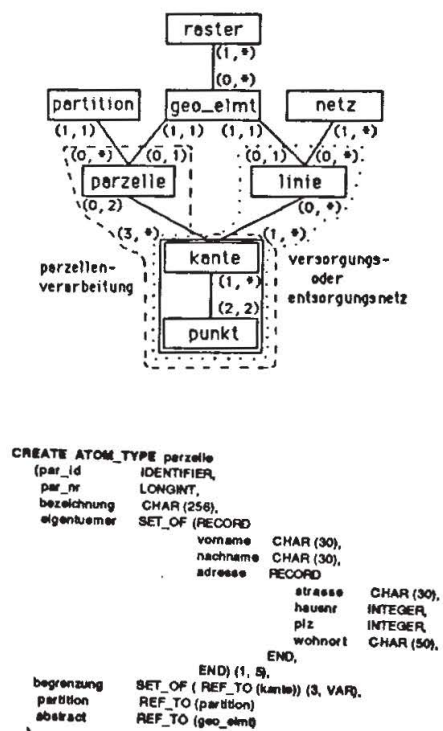 raster
(1,*)
(0,*)
partition geo_elmt netz
(1,1) (1,1) (1,1) (1,*)
(0,*) (0,1) (0,1) (0,*)
parzelle linie
(0,2) (0,*)
(3,*) (1,*)
parzellen- kante versorgungs-
verarbeitung (1,*) oder
(2,2) entsorgungsnetz
punkt
CREATE ATOM_TYPE parzelle
(par_id IDENTIFIER,
par_nr LONGINT,
bezeichnung CHAR (256),
eigentuemer SET_OF (RECORD
vorname CHAR (30),
nachname CHAR (30),
adresse RECORD
strasse CHAR (30),
hausnr INTEGER,
plz INTEGER,
wohnort CHAR (50),
END,
END) (1, 5),
begrenzung SET_OF ( REF_TO (kante)) (3, VAR),
partition REF_TO (partition)
abstract REF_TO (geo_elmt)
)